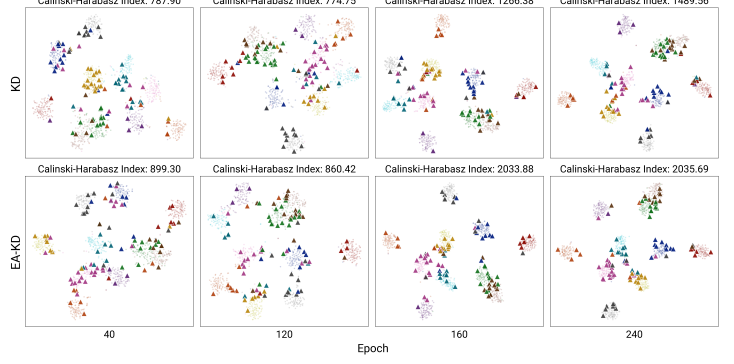 Calinski-Harabasz Index: 787.90 Calinski-Harabasz Index: 774.75 Calinski-Harabasz Index: 1266.38 Calinski-Harabasz Index: 1489.56
KD
Calinski-Harabasz Index: 899.30 Calinski-Harabasz Index: 860.42 Calinski-Harabasz Index: 2033.88 Calinski-Harabasz Index: 2035.69
EA-KD
40 120 160 240
Epoch